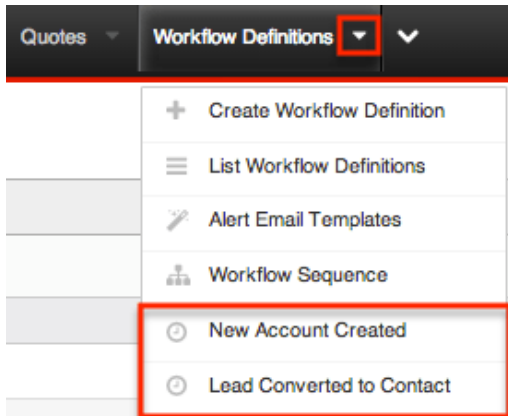 Quotes Workflow Definitions
Create Workflow Definition
List Workflow Definitions
Alert Email Templates
Workflow Sequence
New Account Created
Lead Converted to Contact